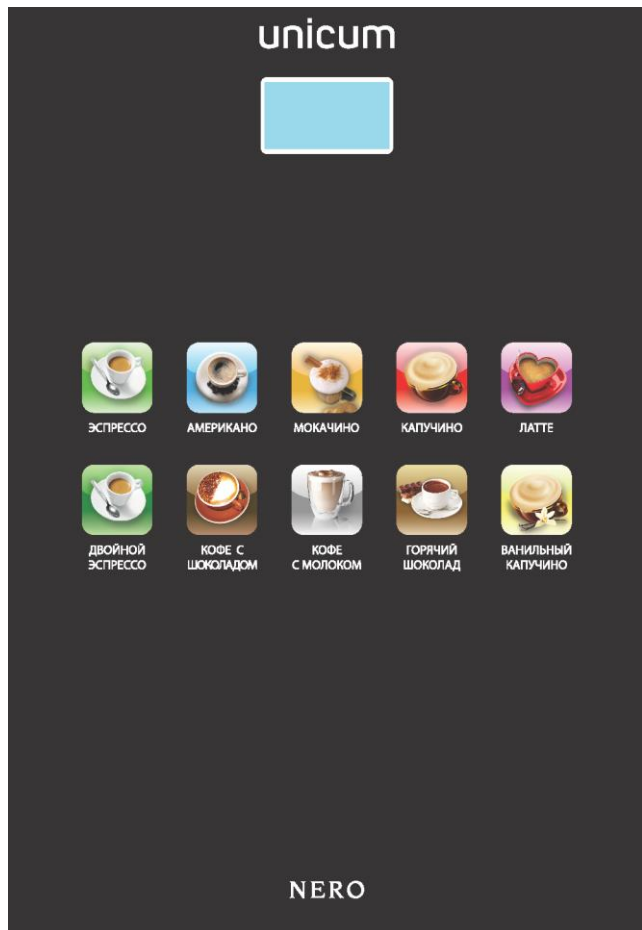 unicum
ЭСПРЕССО
АМЕРИКАНО
МОКАЧИНО
КАПУЧИНО
ЛАТТЕ
ДВОЙНОЙ
ЭСПРЕССО
КОФЕ С
ШОКОЛАДОМ
КОФЕ
С МОЛОКОМ
ГОРЯЧИЙ
ШОКОЛАД
ВАНИЛЬНЫЙ
КАПУЧИНО
NERO